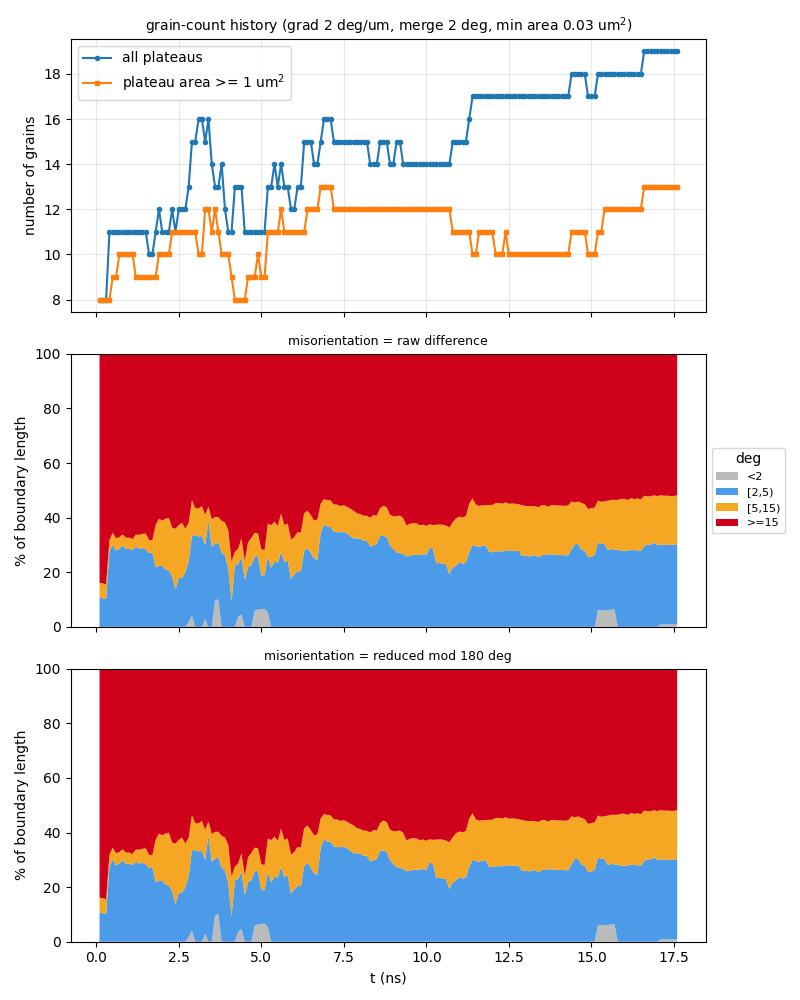 grain-count history (grad 2 deg/um, merge 2 deg, min area 0.03 um²)
all plateaus
plateau area >= 1 um²
number of grains
18
16
14
12
10
8
misorientation = raw difference
% of boundary length
100
80
60
40
20
0
deg
<2
[2,5)
[5,15)
>=15
misorientation = reduced mod 180 deg
% of boundary length
100
80
60
40
20
0
0.0 2.5 5.0 7.5 10.0 12.5 15.0 17.5
t (ns)